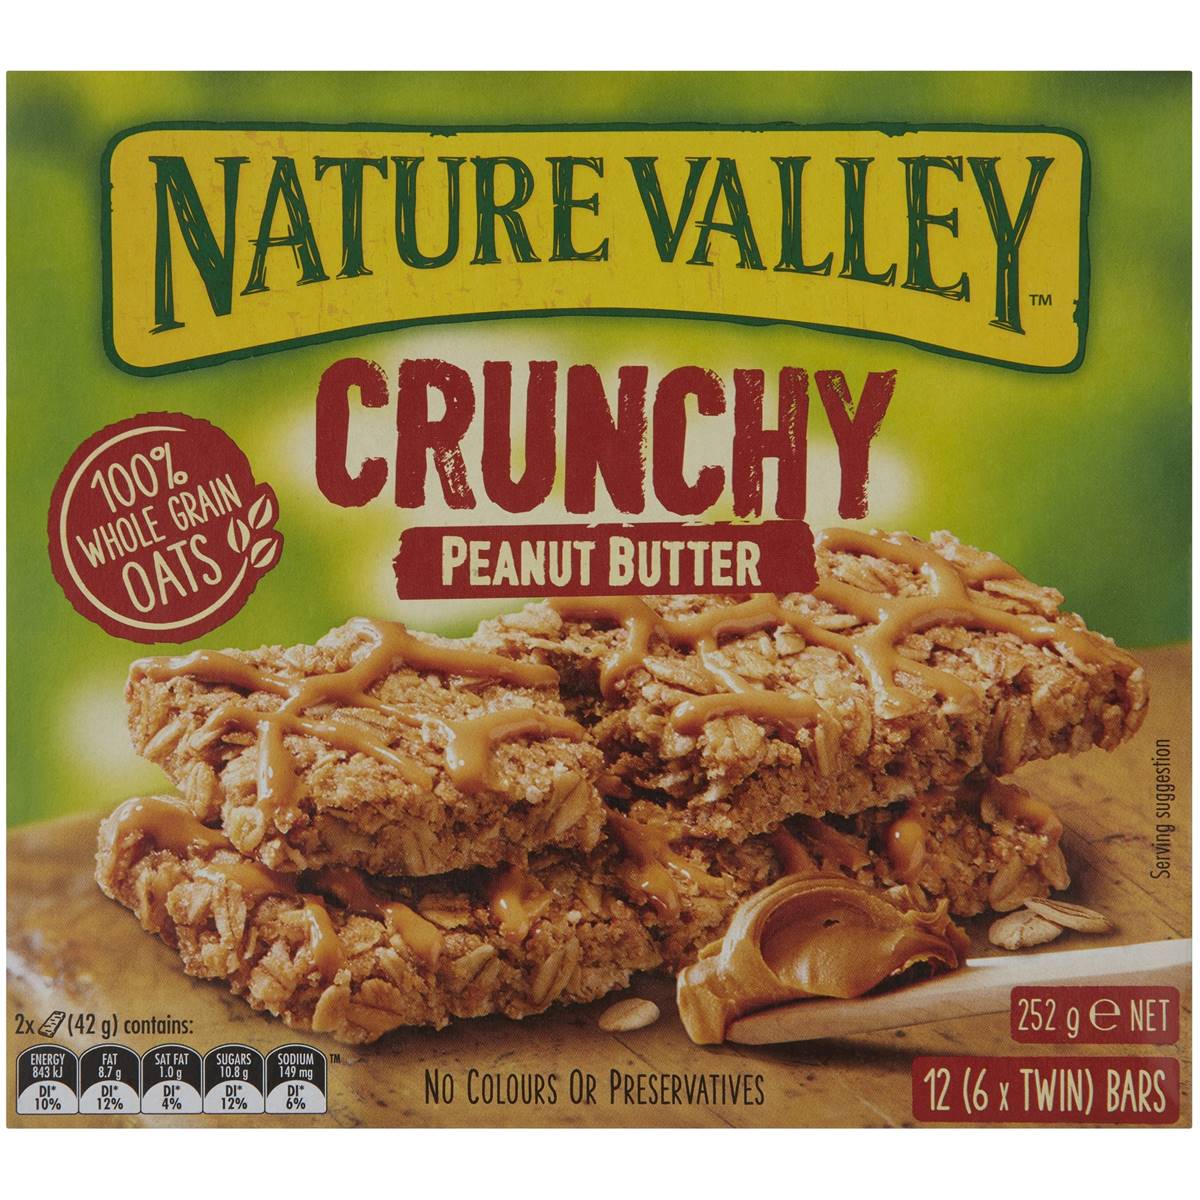 NATURE VALLEY
TM
CRUNCHY
PEANUT BUTTER
100%
WHOLE GRAIN
OATS
Serving suggestion
2x (42 g) contains:
ENERGY
843 kJ
DI*
10%
FAT
8.7 g
DI*
12%
SAT FAT
1.0 g
DI*
4%
SUGARS
10.8 g
DI*
12%
SODIUM
149 mg
DI*
6%
TM
NO COLOURS OR PRESERVATIVES
252 g e NET
12 (6 x TWIN) BARS